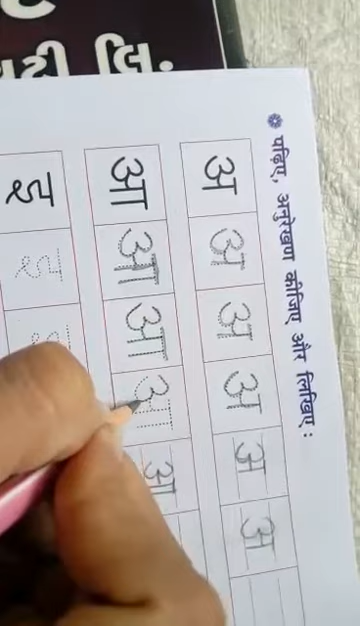 टी લિ.
पढ़िए, अनुरेखण कीजिए और लिखिए :
अ अ अ अ अ अ
आ आ आ आ आ
इ इ